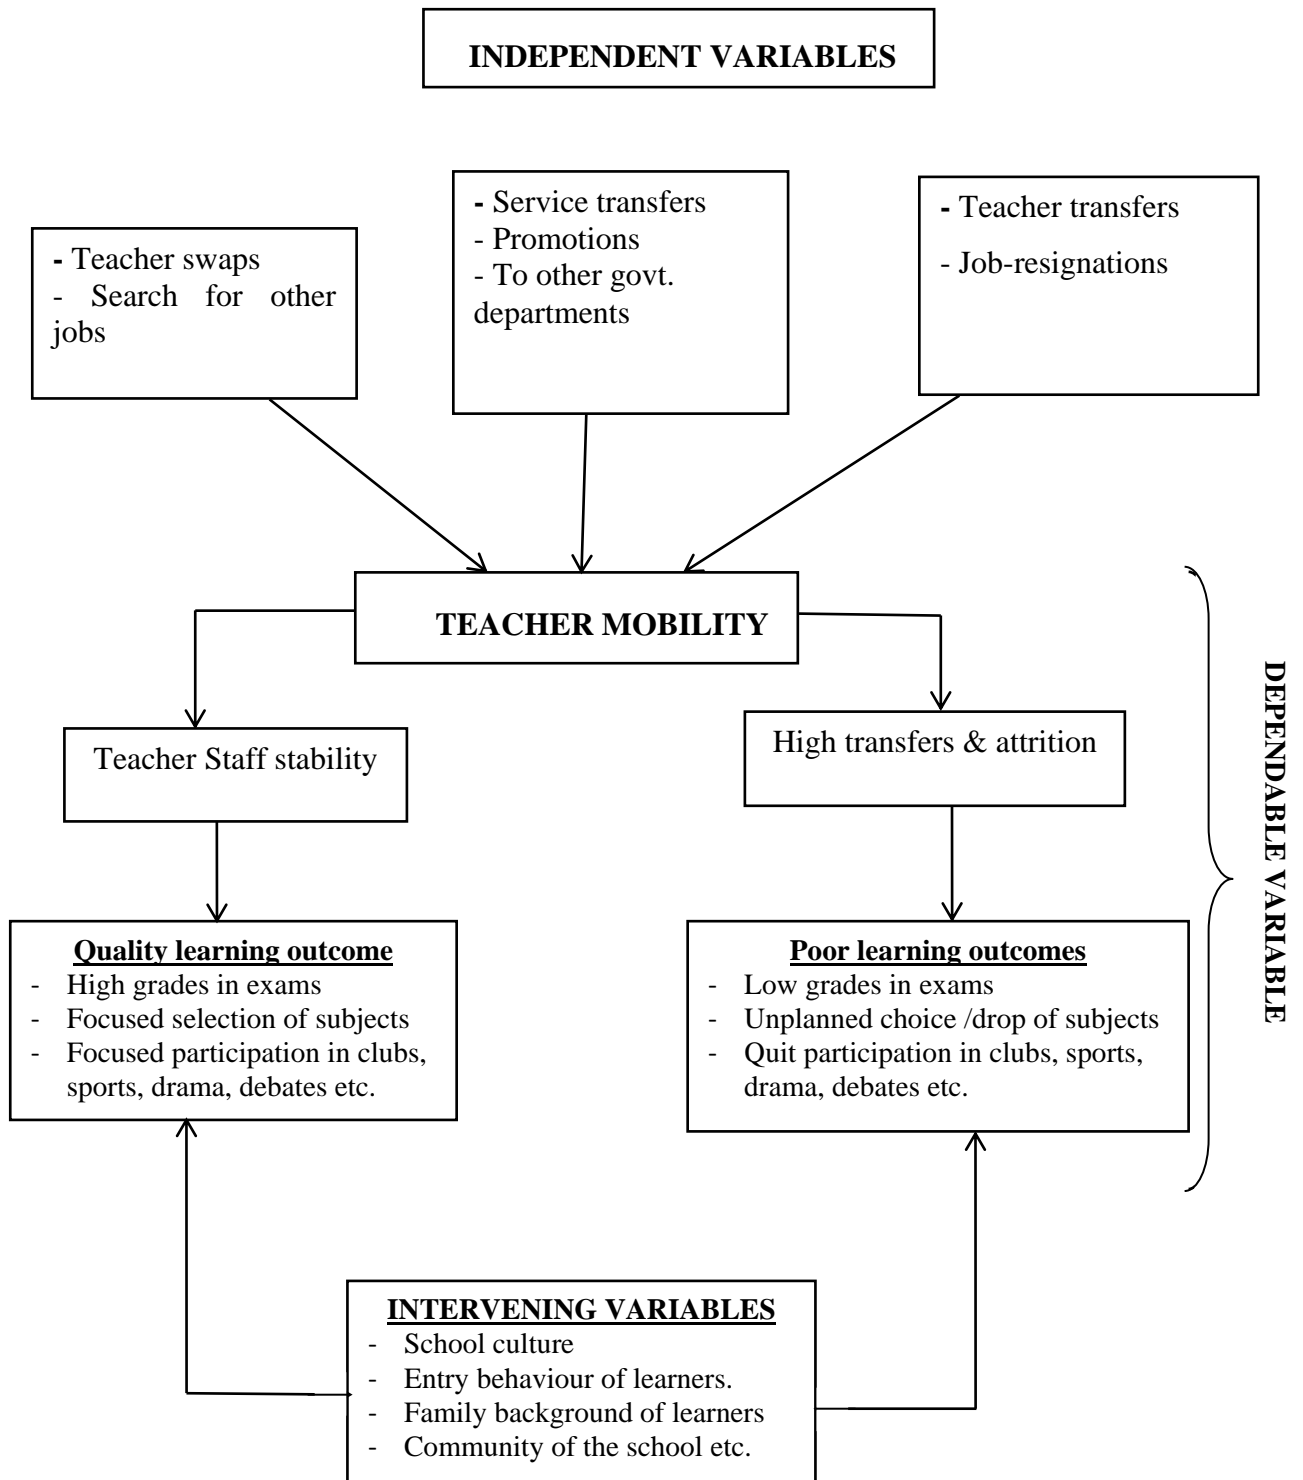 INDEPENDENT VARIABLES
- Teacher swaps
- Search for other
jobs
- Service transfers
- Promotions
- To other govt.
departments
- Teacher transfers
- Job-resignations
TEACHER MOBILITY
Teacher Staff stability
High transfers & attrition
DEPENDABLE VARIABLE
Quality learning outcome
- High grades in exams
- Focused selection of subjects
- Focused participation in clubs,
sports, drama, debates etc.
Poor learning outcomes
- Low grades in exams
- Unplanned choice /drop of subjects
- Quit participation in clubs, sports,
drama, debates etc.
INTERVENING VARIABLES
- School culture
- Entry behaviour of learners.
- Family background of learners
- Community of the school etc.